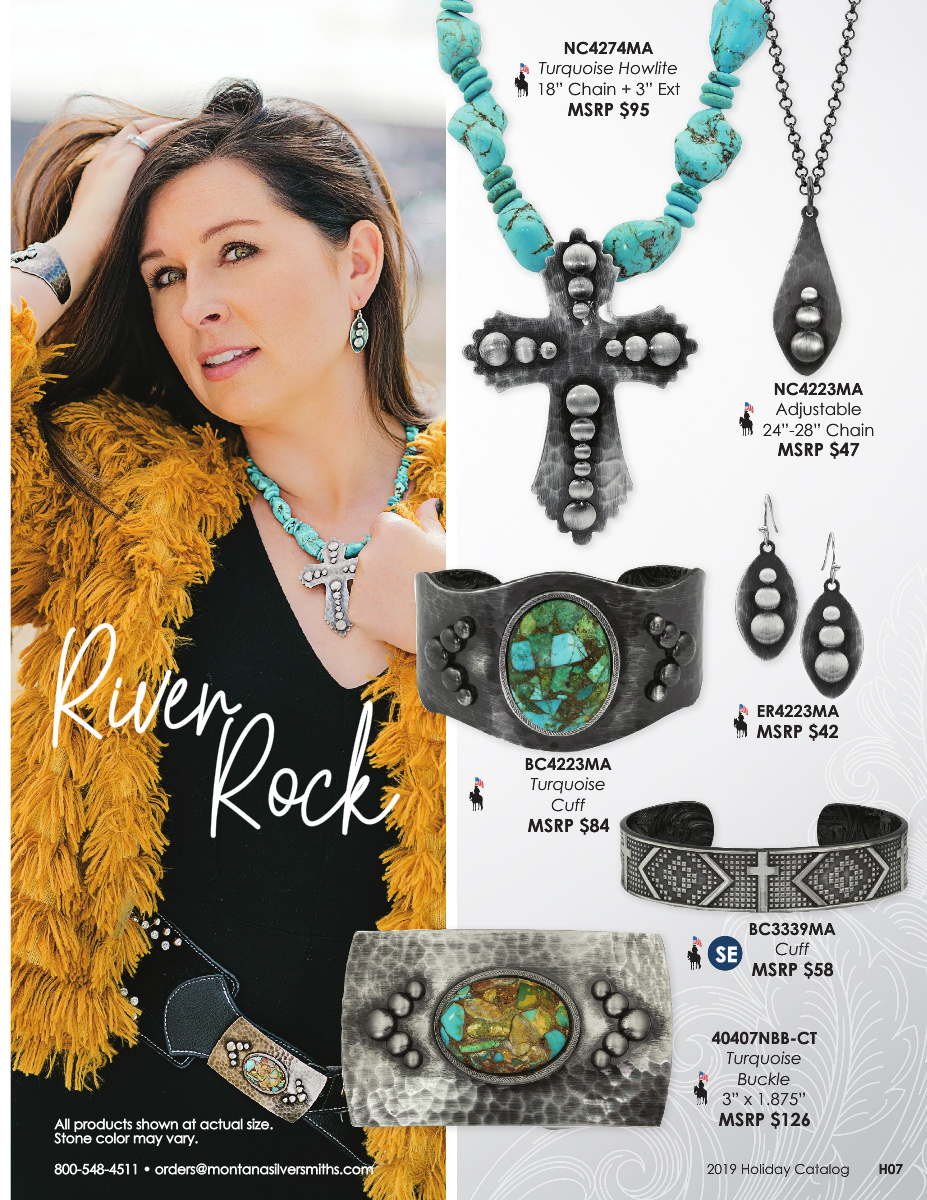 NC4274MA
Turquoise Howlite
18” Chain + 3” Ext
MSRP $95
NC4223MA
Adjustable
24”-28” Chain
MSRP $47
ER4223MA
MSRP $42
River
Rock
BC4223MA
Turquoise
Cuff
MSRP $84
SE
BC3339MA
Cuff
MSRP $58
40407NBB-CT
Turquoise
Buckle
3” x 1.875”
MSRP $126
All products shown at actual size.
Stone color may vary.
800-548-4511 • orders@montanasilversmiths.com
2019 Holiday Catalog H07